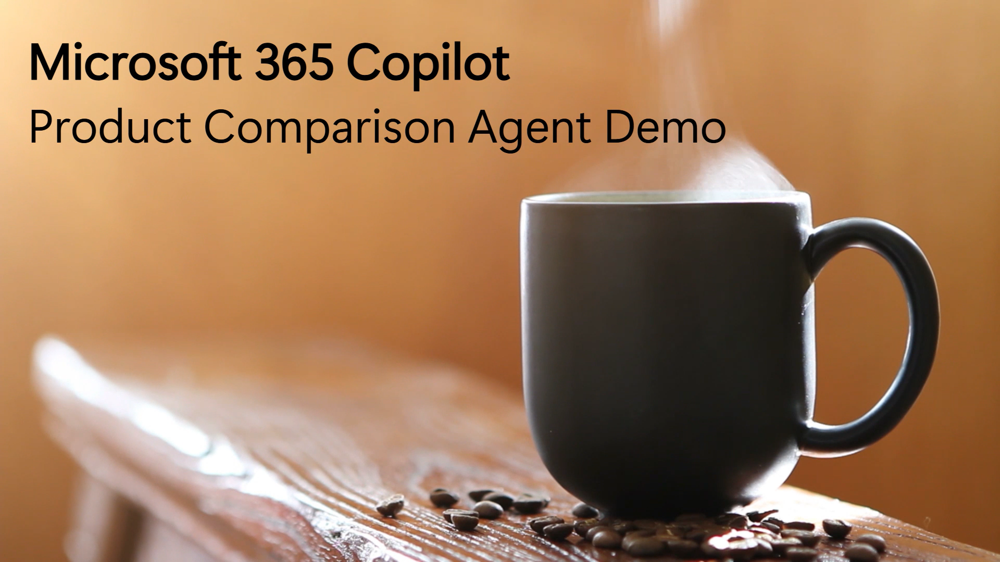 Microsoft 365 Copilot
Product Comparison Agent Demo